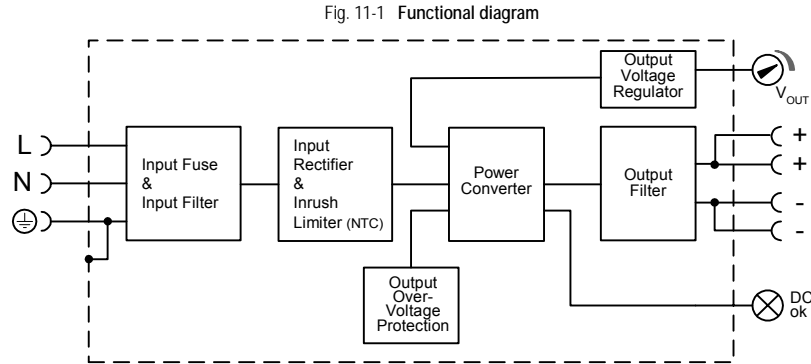 Fig. 11-1 Functional diagram
Output
Voltage
Regulator
V OUT
L
N
Input Fuse
&
Input Filter
Input
Rectifier
&
Inrush
Limiter (NTC)
Power
Converter
Output
Filter
+
+
-
-
Output
Over-
Voltage
Protection
DC
ok